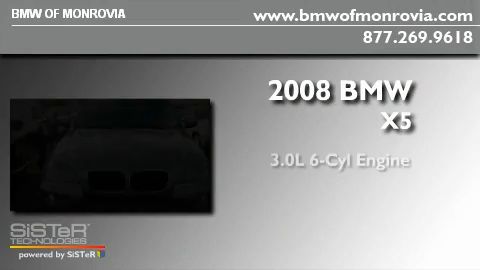 BMW OF MONROVIA
www.bmwofmonrovia.com
877.269.9618
2008 BMW
X5
3.0L 6-Cyl Engine
SiSTeR
TECHNOLOGIES
powered by SiSTeR